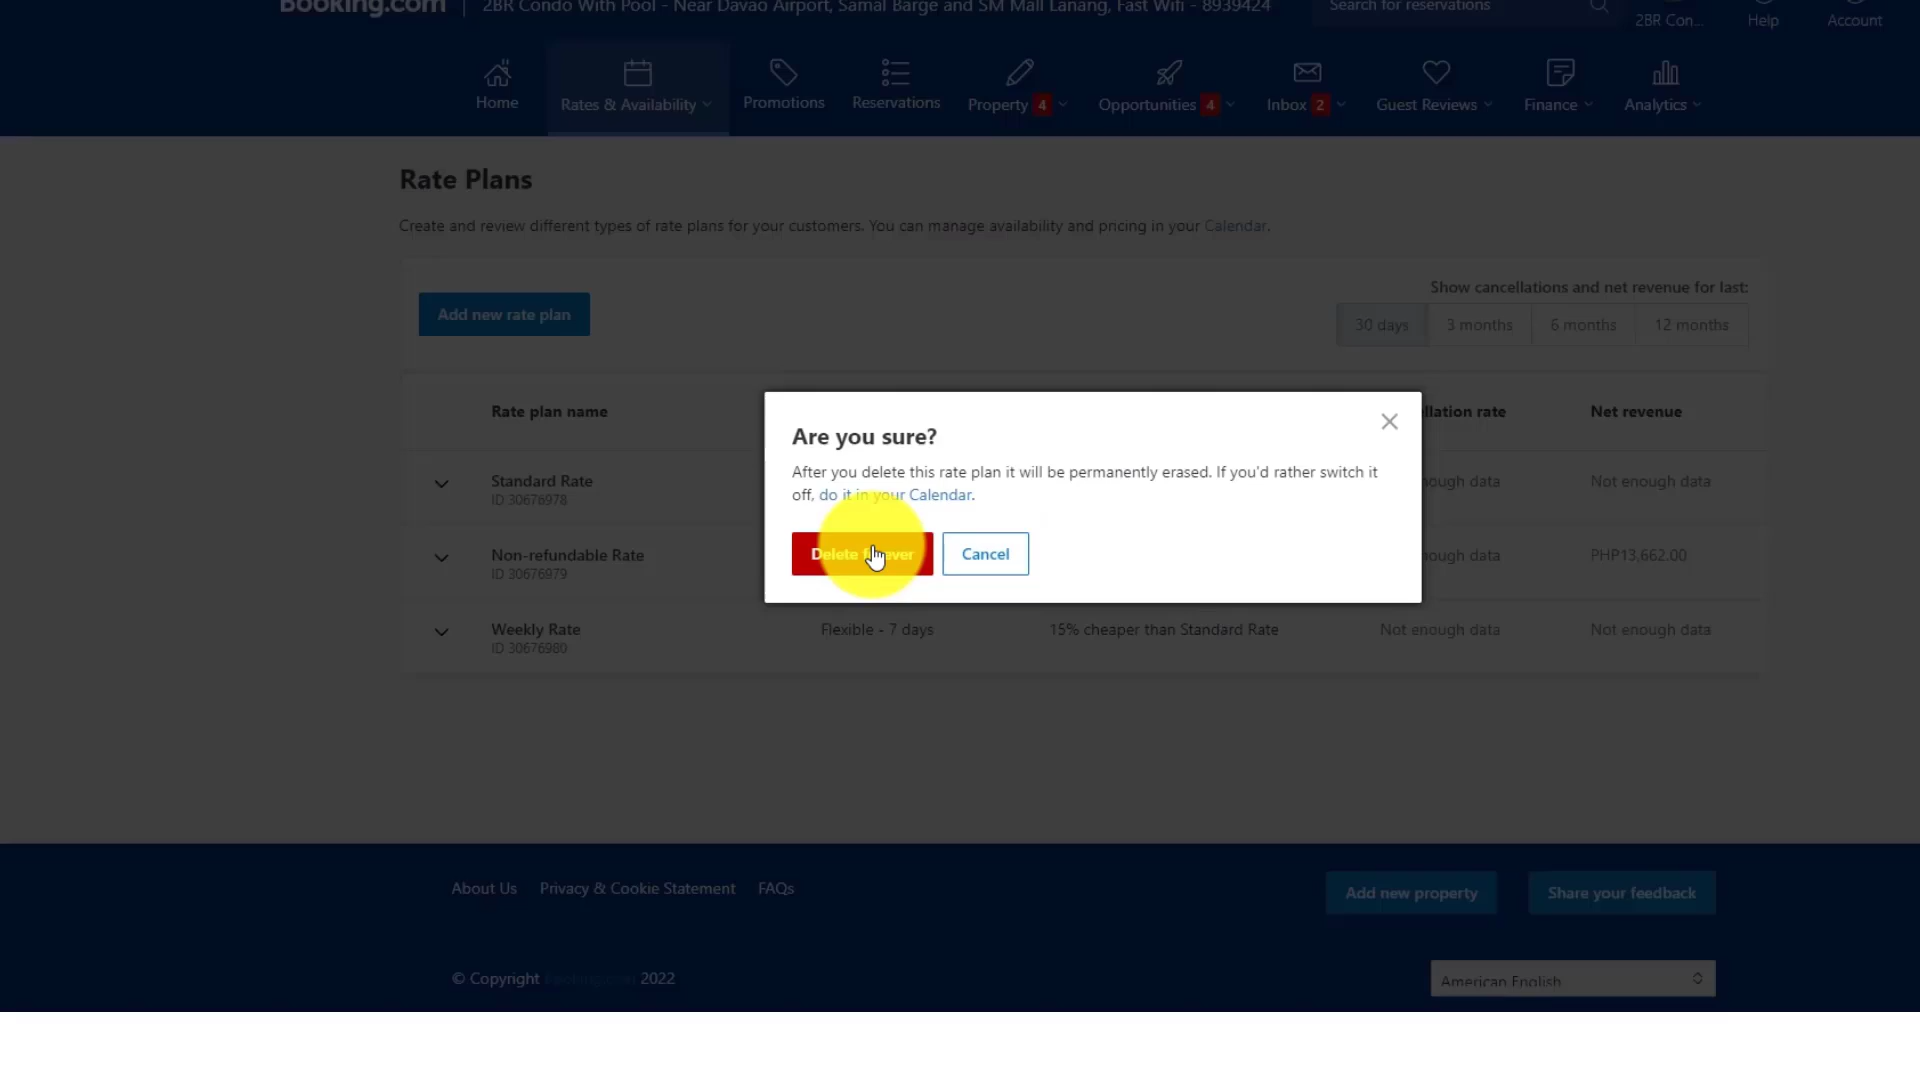 Booking.com | 2BR Condo With Pool - Near Davao Airport, Samal Barge and SM Mall Lanang, Fast Wifi - 8939424
Search for reservations
2BR Con...
Help
Account
Home
Rates & Availability
Promotions
Reservations
Property 4
Opportunities 4
Inbox 2
Guest Reviews
Finance
Analytics
Rate Plans
Create and review different types of rate plans for your customers. You can manage availability and pricing in your Calendar.
Show cancellations and net revenue for last:
Add new rate plan
30 days 3 months 6 months 12 months
Rate plan name
llation rate
Net revenue
Are you sure?
After you delete this rate plan it will be permanently erased. If you'd rather switch it
off, do it in your Calendar.
Delete
Cancel
Standard Rate
ID 30676978
ough data
Not enough data
Non-refundable Rate
ID 30676979
ough data
PHP13,662.00
Weekly Rate
ID 30676980
Flexible - 7 days
15% cheaper than Standard Rate
Not enough data
Not enough data
About Us Privacy & Cookie Statement FAQs
Add new property
Share your feedback
© Copyright Booking.com 2022
American English